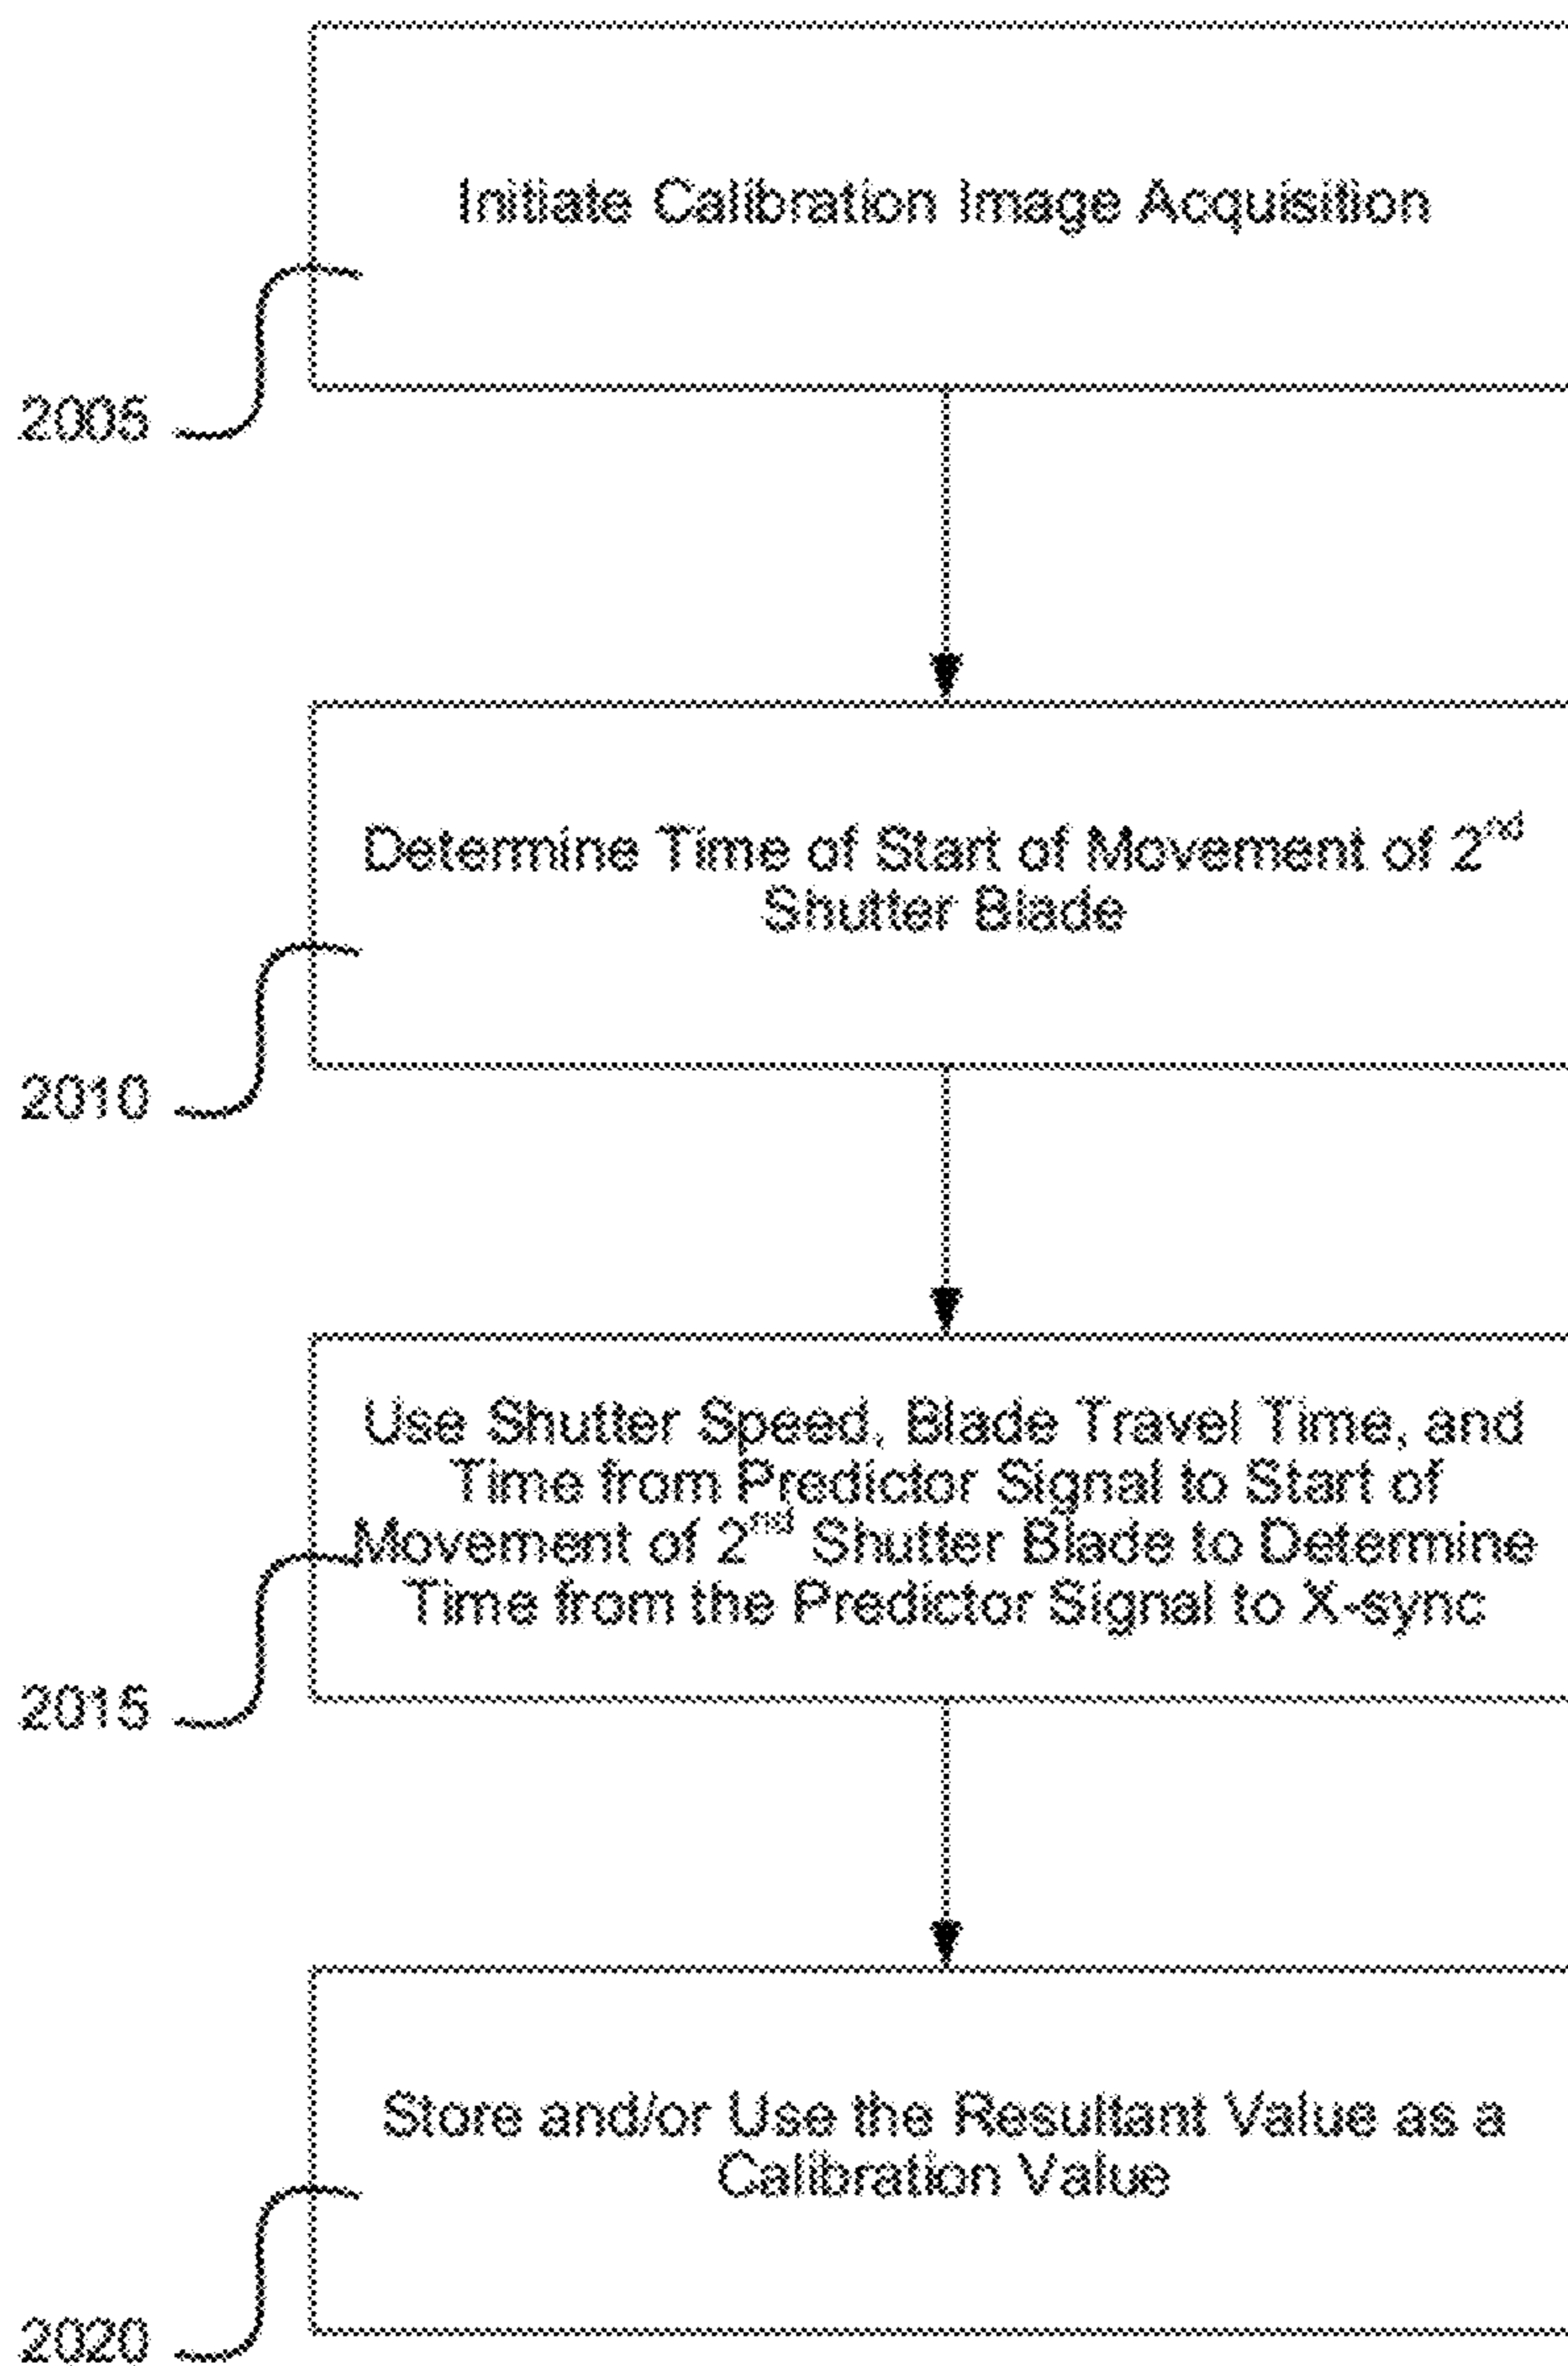 Initiate Calibration Image Acquisition
2005
Determine Time of Start of Movement of 2nd
Shutter Blade
2010
Use Shutter Speed, Blade Travel Time, and
Time from Predictor Signal to Start of
Movement of 2nd Shutter Blade to Determine
Time from the Predictor Signal to X-sync
2015
Store and/or Use the Resultant Value as a
Calibration Value
2020